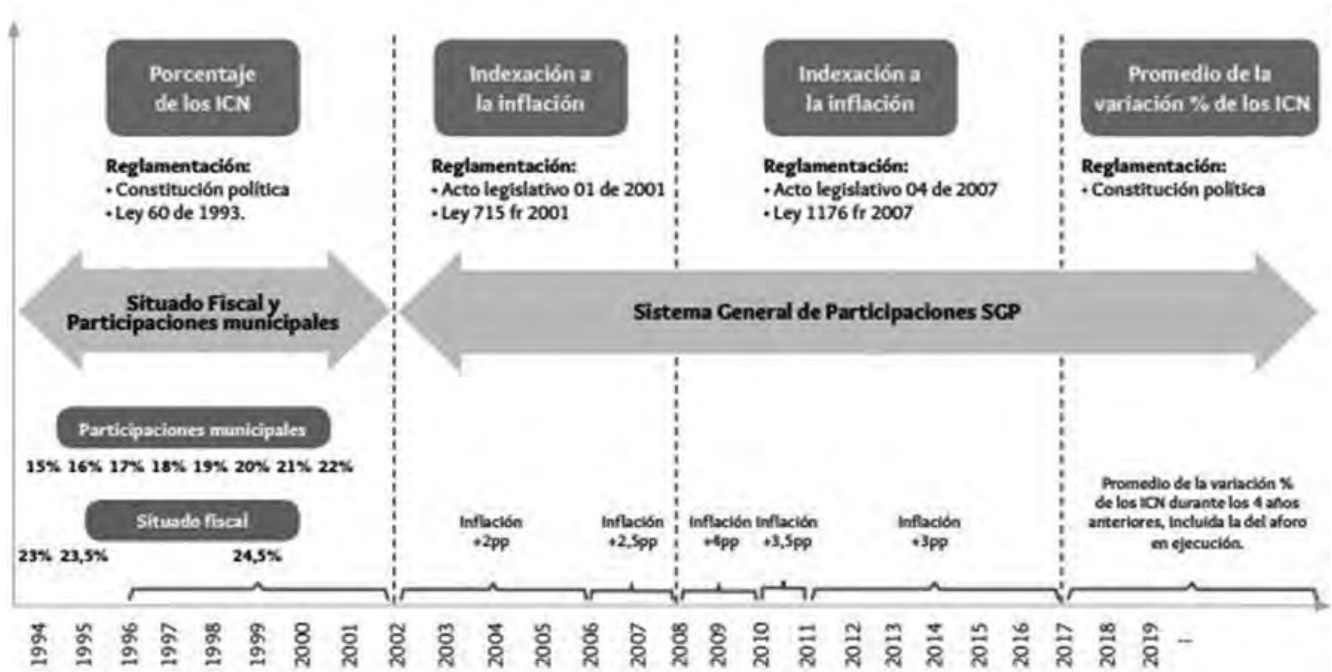 Porcentaje
de los ICN
Indexación a
la inflación
Indexación a
la inflación
Promedio de la
variación % de los ICN
Reglamentación:
• Constitución política
• Ley 60 de 1993.
Reglamentación:
• Acto legislativo 01 de 2001
• Ley 715 fr 2001
Reglamentación:
• Acto legislativo 04 de 2007
• Ley 1176 fr 2007
Reglamentación:
• Constitución política
Situado Fiscal y
Participaciones municipales
Sistema General de Participaciones SGP
Participaciones municipales
15% 16% 17% 18% 19% 20% 21% 22%
Situado fiscal
23% 23,5% 24,5%
Inflación
+2pp
Inflación
+2,5pp
Inflación
+4pp
Inflación
+3,5pp
Inflación
+3pp
Promedio de la variación %
de los ICN durante los 4 años
anteriores, incluida la del aforo
en ejecución.
1994 1995 1996 1997 1998 1999 2000 2001 2002 2003 2004 2005 2006 2007 2008 2009 2010 2011 2012 2013 2014 2015 2016 2017 2018 2019